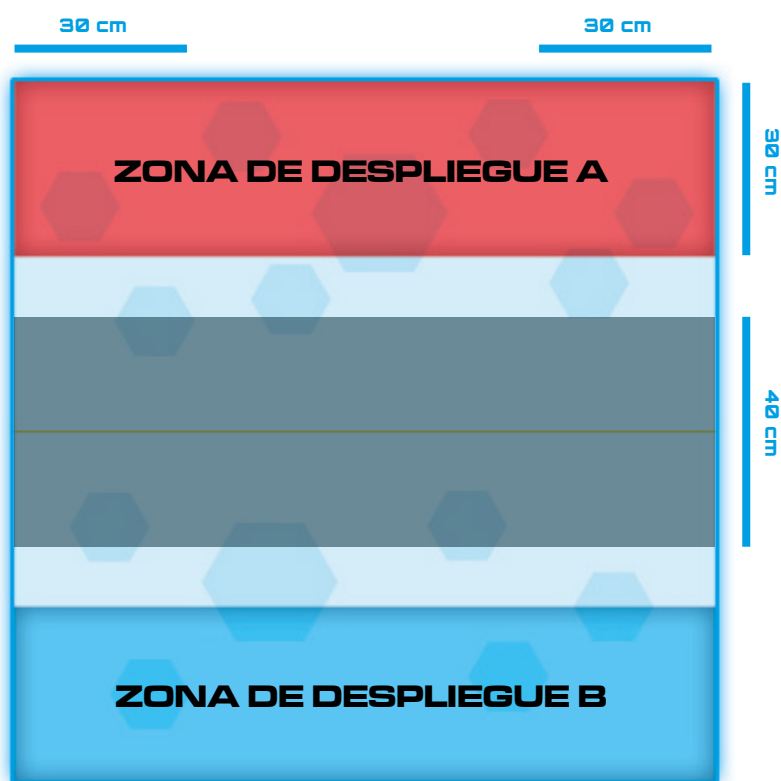 30 cm
30 cm
ZONA DE DESPLIEGUE A
30 cm
40 cm
ZONA DE DESPLIEGUE B